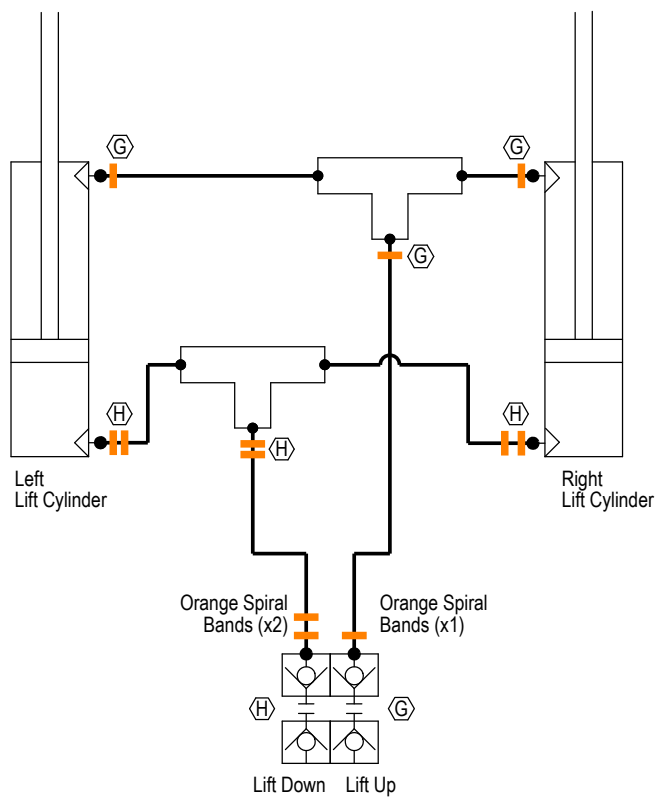 G
G
G
H
H
H
Left
Lift Cylinder
Right
Lift Cylinder
Orange Spiral
Bands (x2)
Orange Spiral
Bands (x1)
H
G
Lift Down
Lift Up